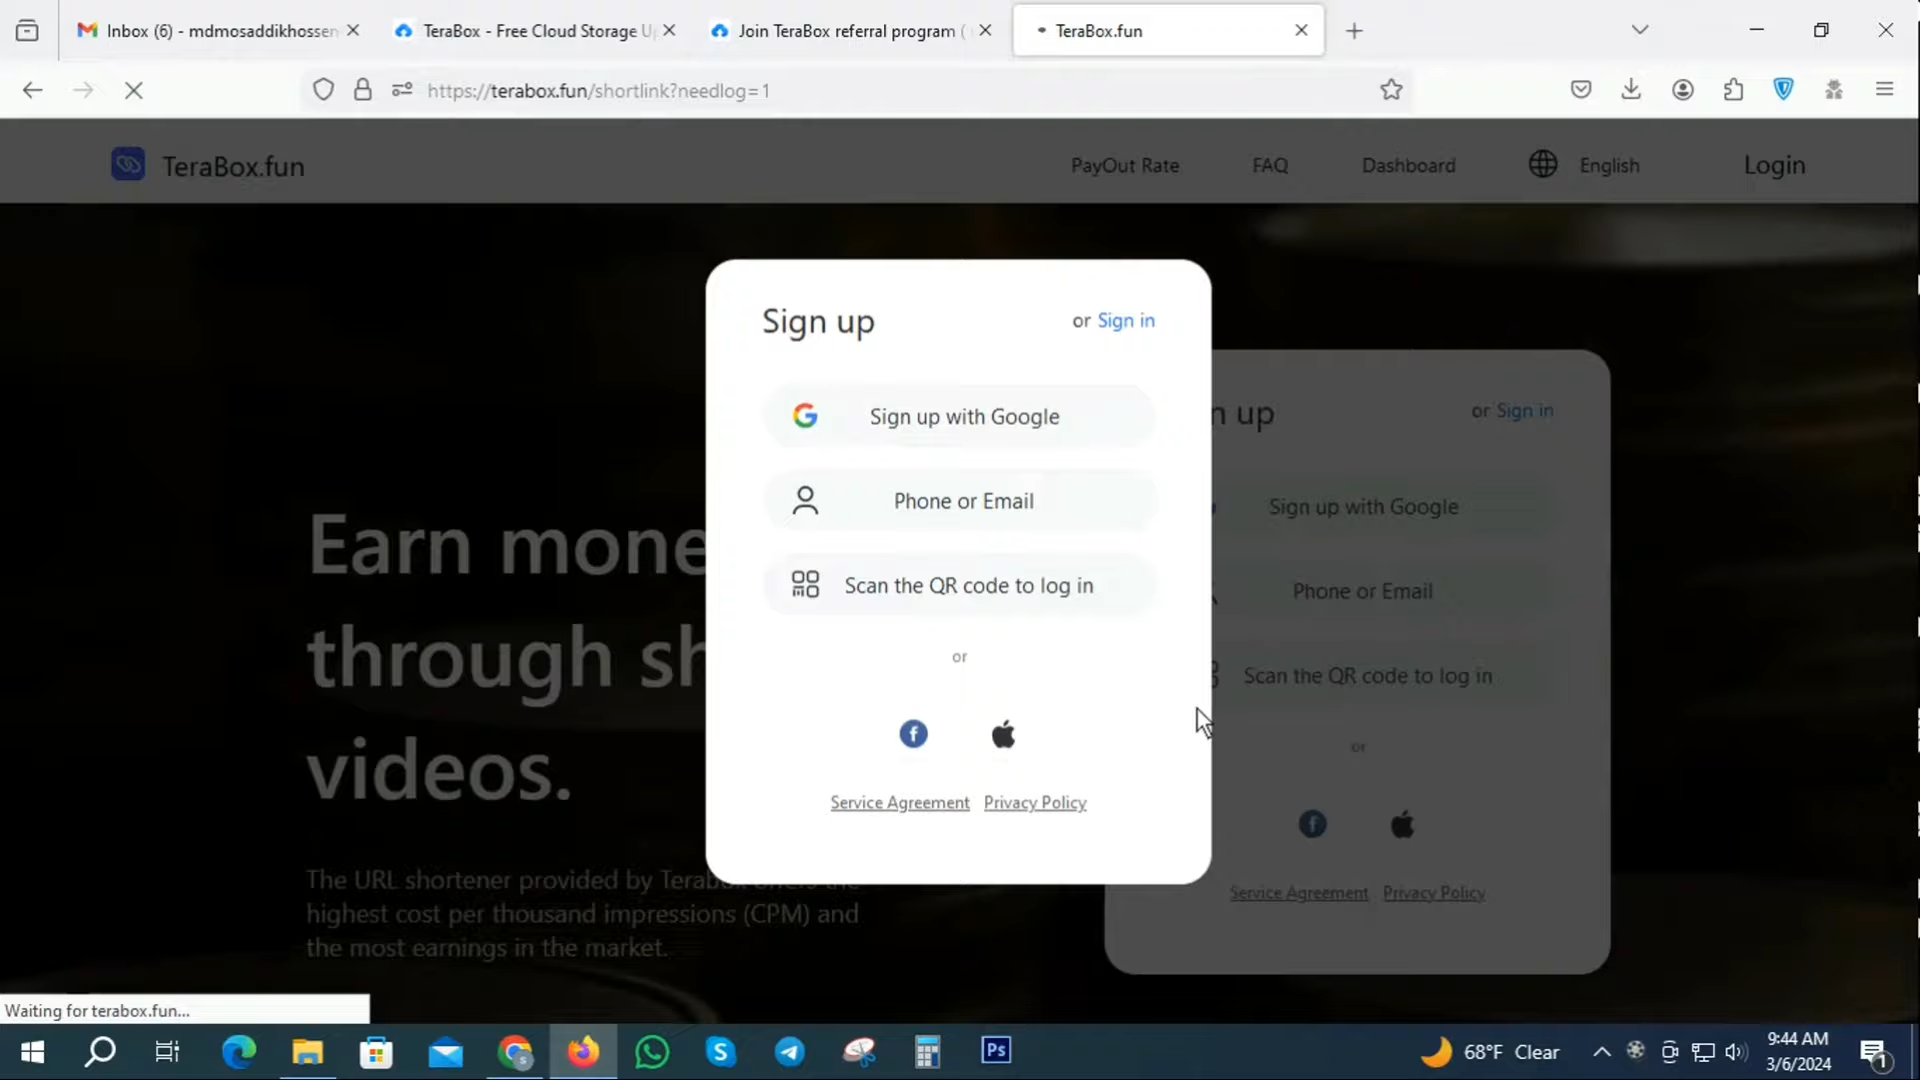 Inbox (6) - mdmosaddikhossen
TeraBox - Free Cloud Storage U
Join TeraBox referral program (
TeraBox.fun
https://terabox.fun/shortlink?needlog=1
TeraBox.fun
PayOut Rate
FAQ
Dashboard
English
Login
Sign up
or Sign in
Sign up with Google
Phone or Email
Scan the QR code to log in
or
Service Agreement Privacy Policy
n up
or Sign in
Sign up with Google
Phone or Email
Scan the QR code to log in
or
Service Agreement Privacy Policy
Earn mone
through sh
videos.
The URL shortener provided by Terabox offers the
highest cost per thousand impressions (CPM) and
the most earnings in the market.
Waiting for terabox.fun...
Ps
68°F Clear
9:44 AM
3/6/2024
1